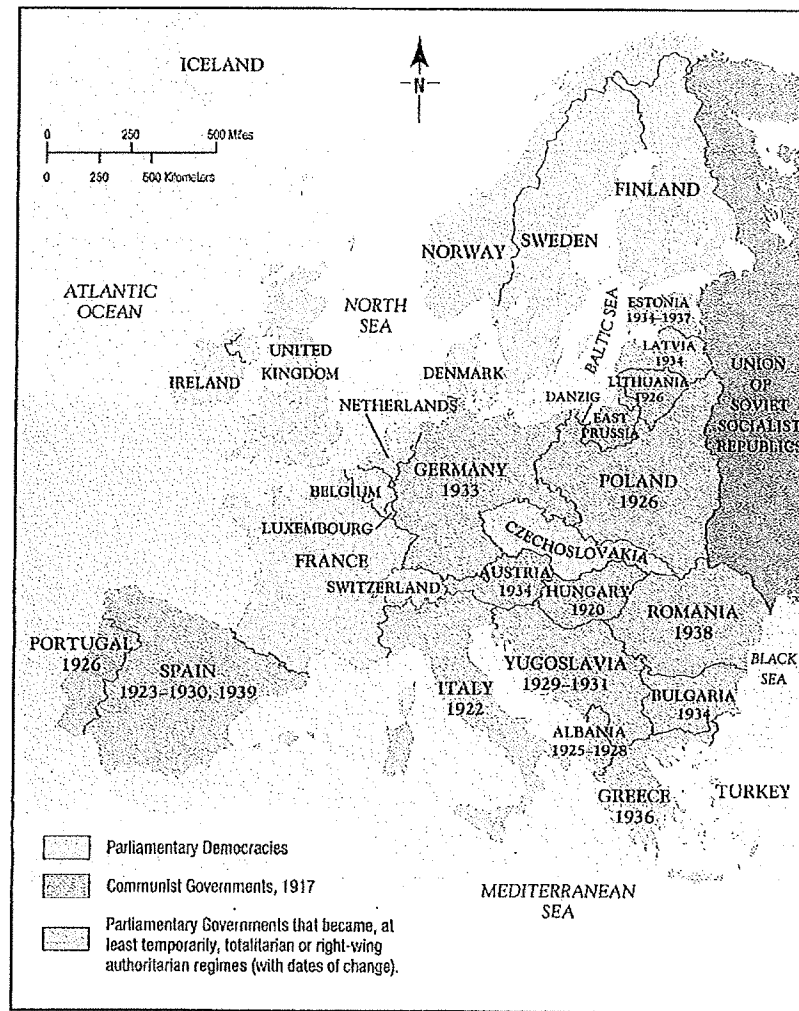 ICELAND
N
0 250 500 Miles
0 250 500 Kilometers
FINLAND
NORWAY
SWEDEN
ATLANTIC
OCEAN
NORTH
SEA
BALTIC SEA
ESTONIA
1934–1937
LATVIA
1934
LITHUANIA
1926
UNION
OF
SOVIET
SOCIALIST
REPUBLICS
IRELAND
UNITED
KINGDOM
DENMARK
NETHERLANDS
DANZIG
EAST
PRUSSIA
GERMANY
1933
POLAND
1926
BELGIUM
LUXEMBOURG
CZECHOSLOVAKIA
FRANCE
SWITZERLAND
AUSTRIA
1934
HUNGARY
1920
ROMANIA
1938
PORTUGAL
1926
SPAIN
1923–1930, 1939
ITALY
1922
YUGOSLAVIA
1929–1931
BLACK
SEA
BULGARIA
1934
ALBANIA
1925–1928
GREECE
1936
TURKEY
MEDITERRANEAN
SEA
Parliamentary Democracies
Communist Governments, 1917
Parliamentary Governments that became, at
least temporarily, totalitarian or right-wing
authoritarian regimes (with dates of change).